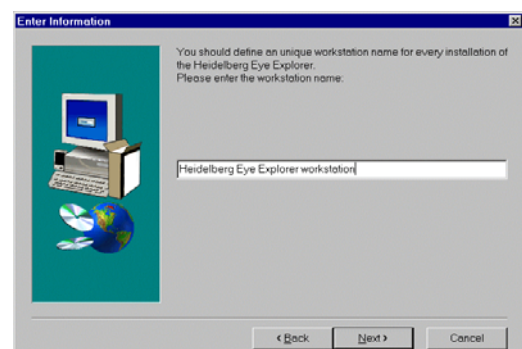 Enter Information
You should define an unique workstation name for every installation of
the Heidelberg Eye Explorer.
Please enter the workstation name:
Heidelberg Eye Explorer workstation
< Back
Next >
Cancel